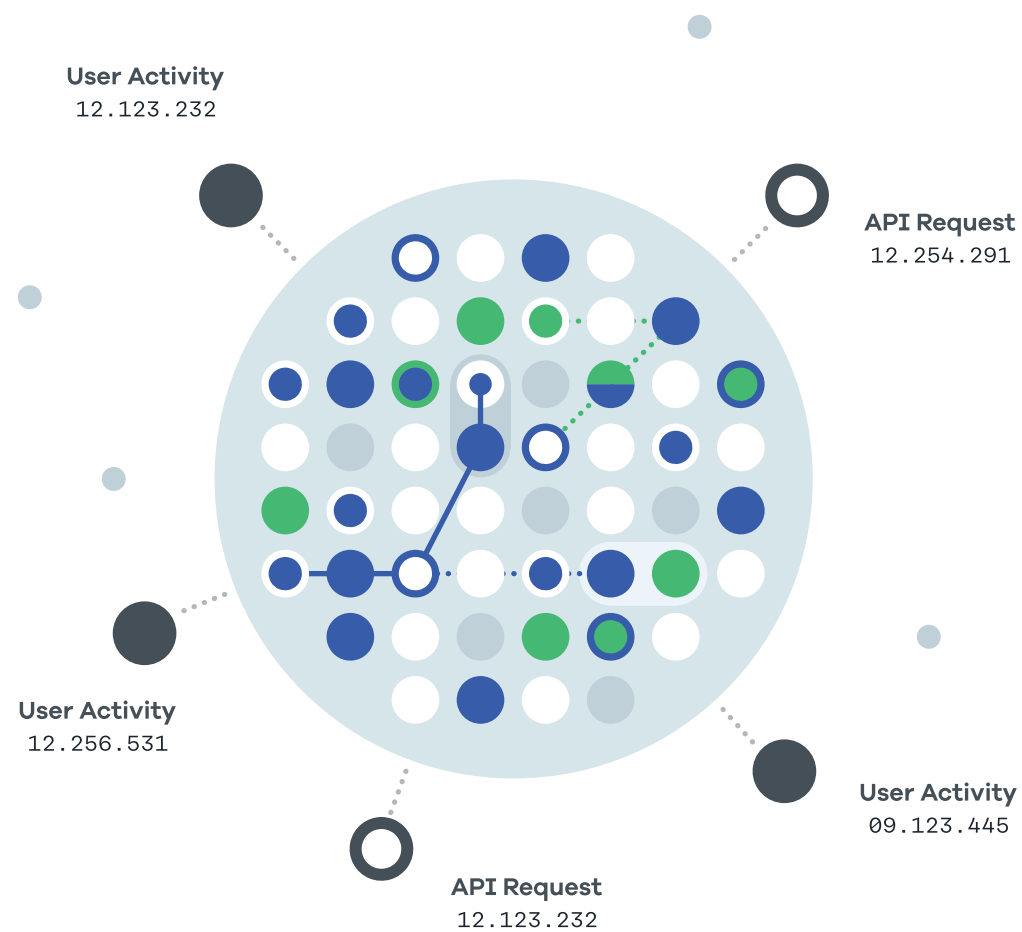 User Activity
12.123.232
API Request
12.254.291
User Activity
12.256.531
User Activity
09.123.445
API Request
12.123.232